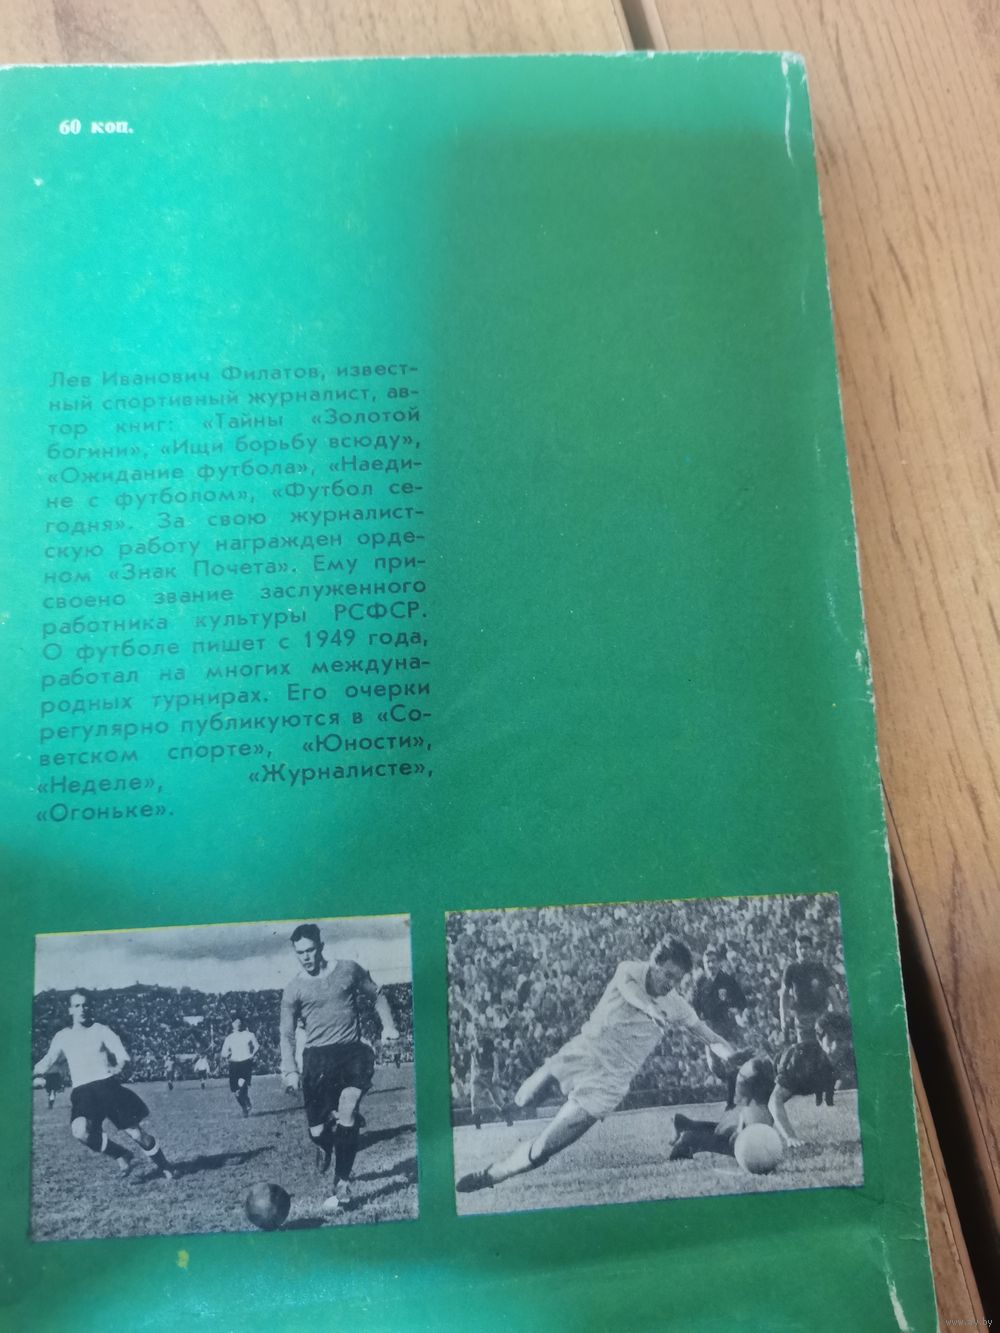 60 коп.
Лев Иванович Филатов, извест-
ный спортивный журналист, ав-
тор книг: «Тайны «Золотой
богини», «Ищи борьбу всюду»,
«Ожидание футбола», «Наеди-
не с футболом», «Футбол се-
годня». За свою журналист-
скую работу награжден орде-
ном «Знак Почета». Ему при-
своено звание заслуженного
работника культуры РСФСР.
О футболе пишет с 1949 года,
работал на многих междуна-
родных турнирах. Его очерки
регулярно публикуются в «Со-
ветском спорте», «Юности»,
«Неделе», «Журналисте»,
«Огоньке».
www.ay.by